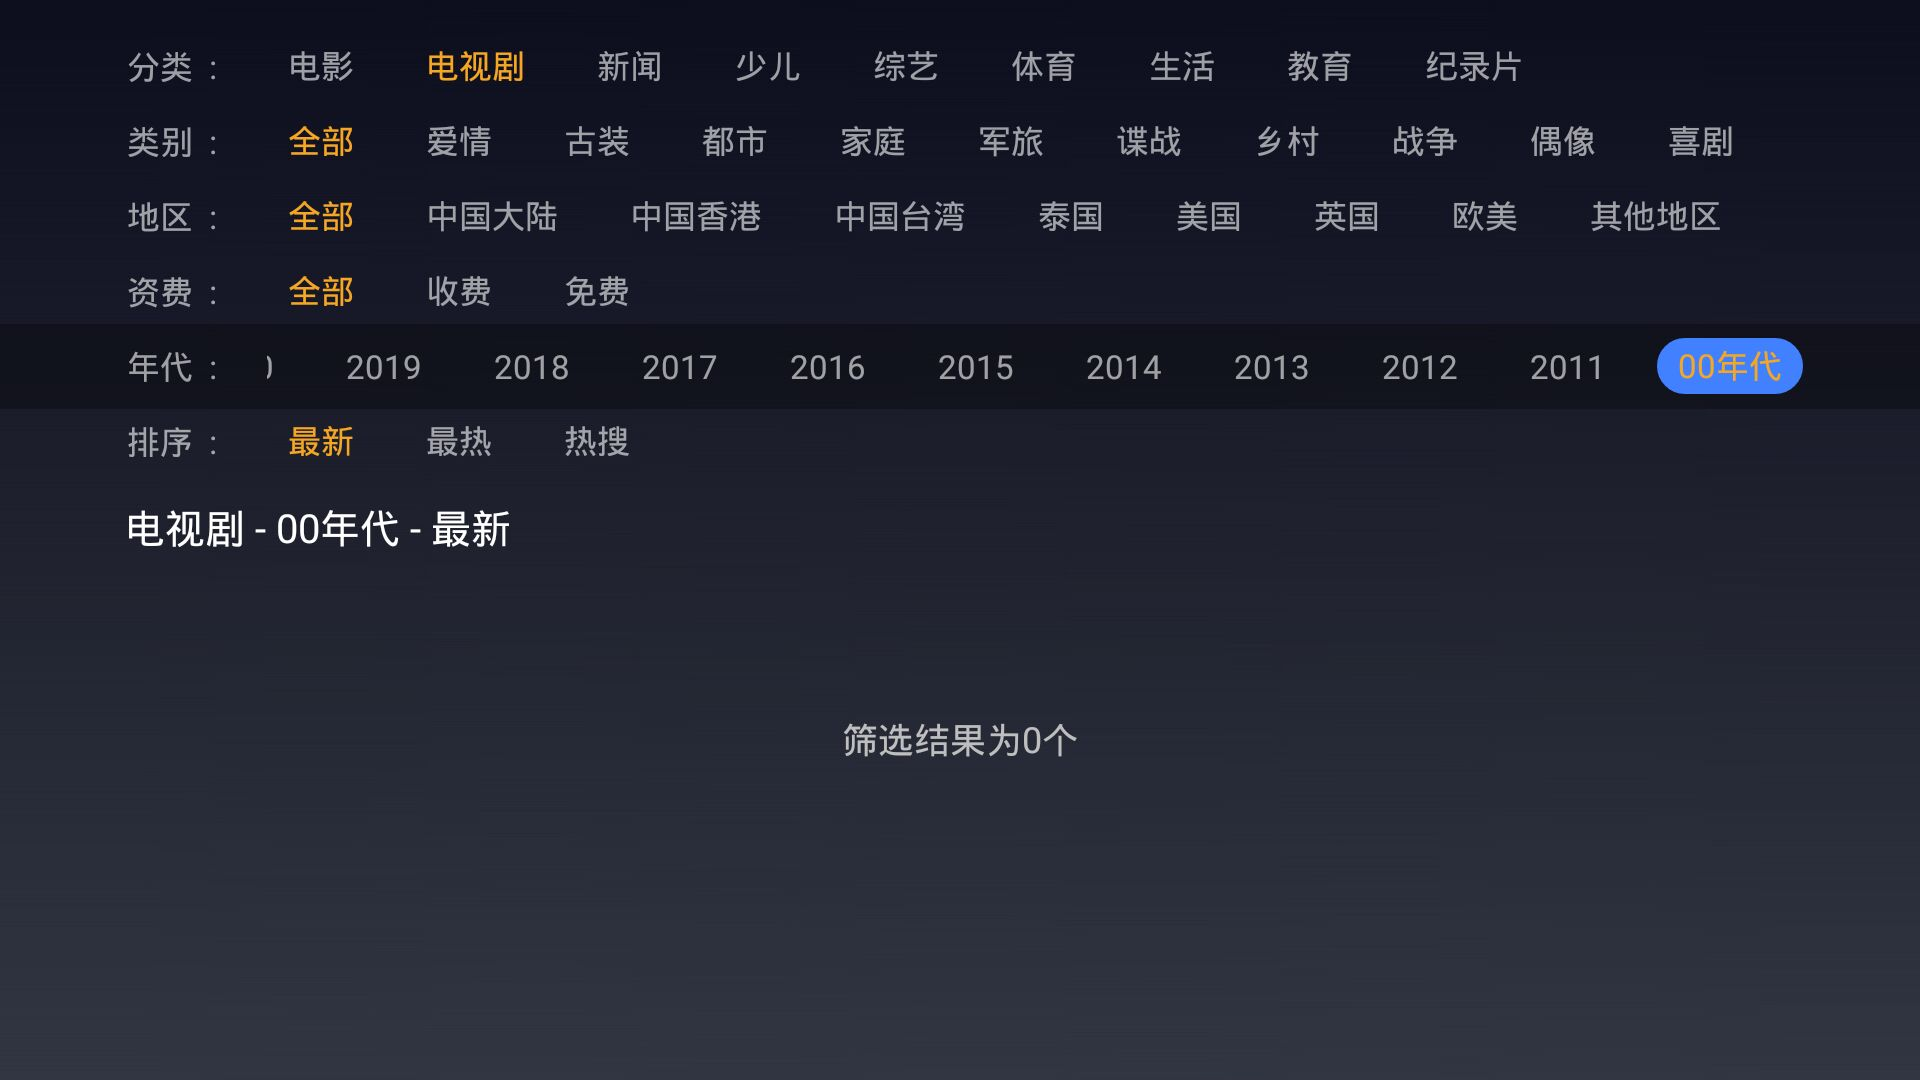 分类 : 电影 电视剧 新闻 少儿 综艺 体育 生活 教育 纪录片
类别 : 全部 爱情 古装 都市 家庭 军旅 谍战 乡村 战争 偶像 喜剧
地区 : 全部 中国大陆 中国香港 中国台湾 泰国 美国 英国 欧美 其他地区
资费 : 全部 收费 免费
年代 : 2019 2018 2017 2016 2015 2014 2013 2012 2011 00年代
排序 : 最新 最热 热搜
电视剧 - 00年代 - 最新
筛选结果为0个